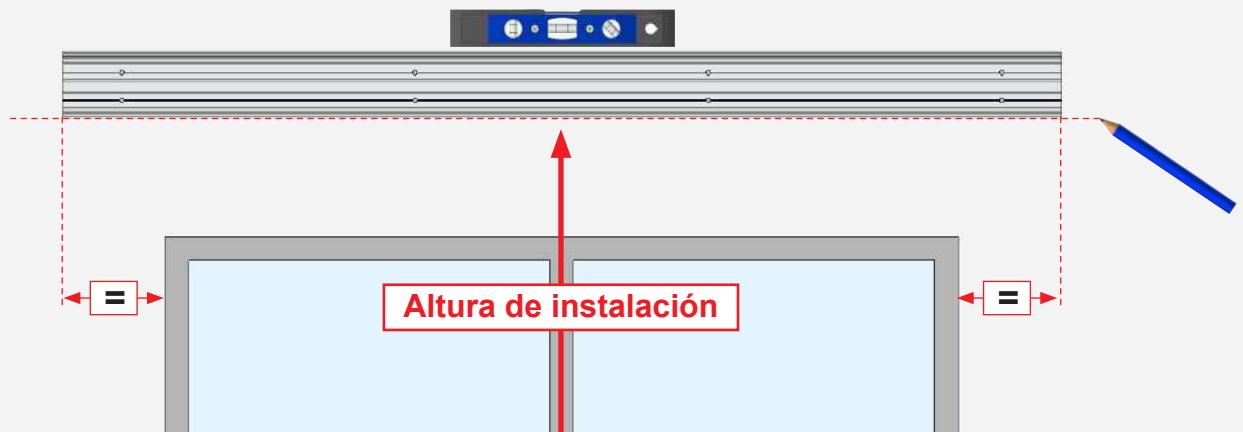 =
=
Altura de instalación